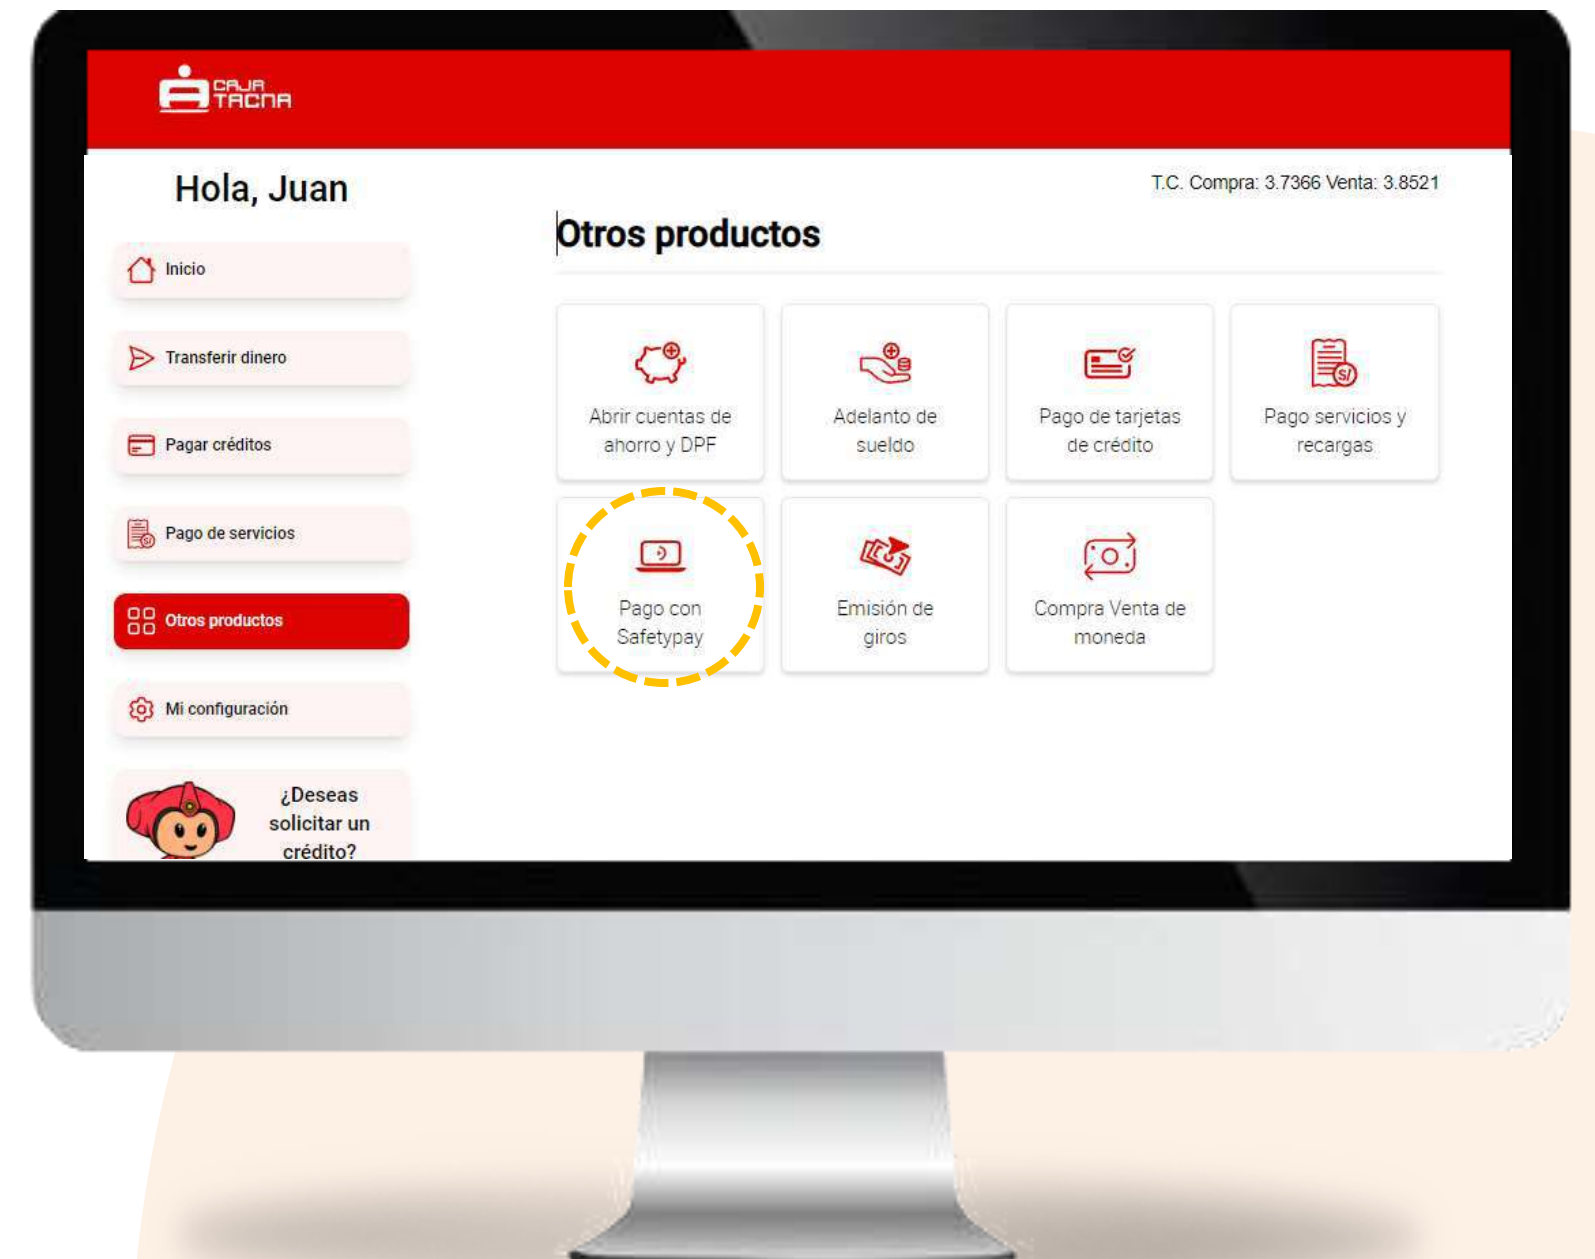 CAJA
TACNA
Hola, Juan
T.C. Compra: 3.7366 Venta: 3.8521
Otros productos
Inicio
Transferir dinero
Pagar créditos
Pago de servicios
Otros productos
Mi configuración
¿Deseas
solicitar un
crédito?
Abrir cuentas de
ahorro y DPF
Adelanto de
sueldo
Pago de tarjetas
de crédito
S/
Pago servicios y
recargas
Pago con
Safetypay
Emisión de
giros
Compra Venta de
moneda